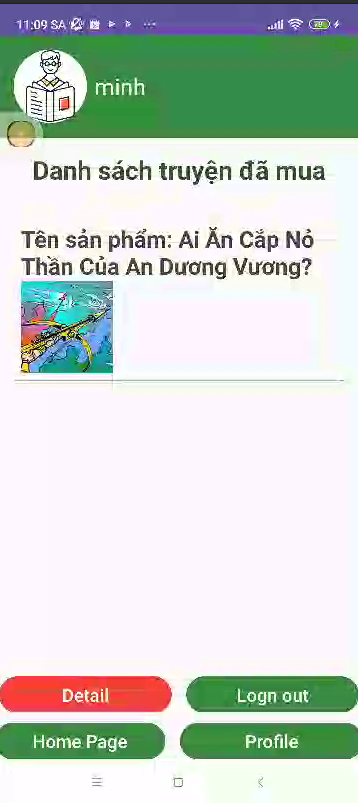 11:09 SA
minh
Danh sách truyện đã mua
Tên sản phẩm: Ai Ăn Cắp Nỏ
Thần Của An Dương Vương?
Detail
Logn out
Home Page
Profile